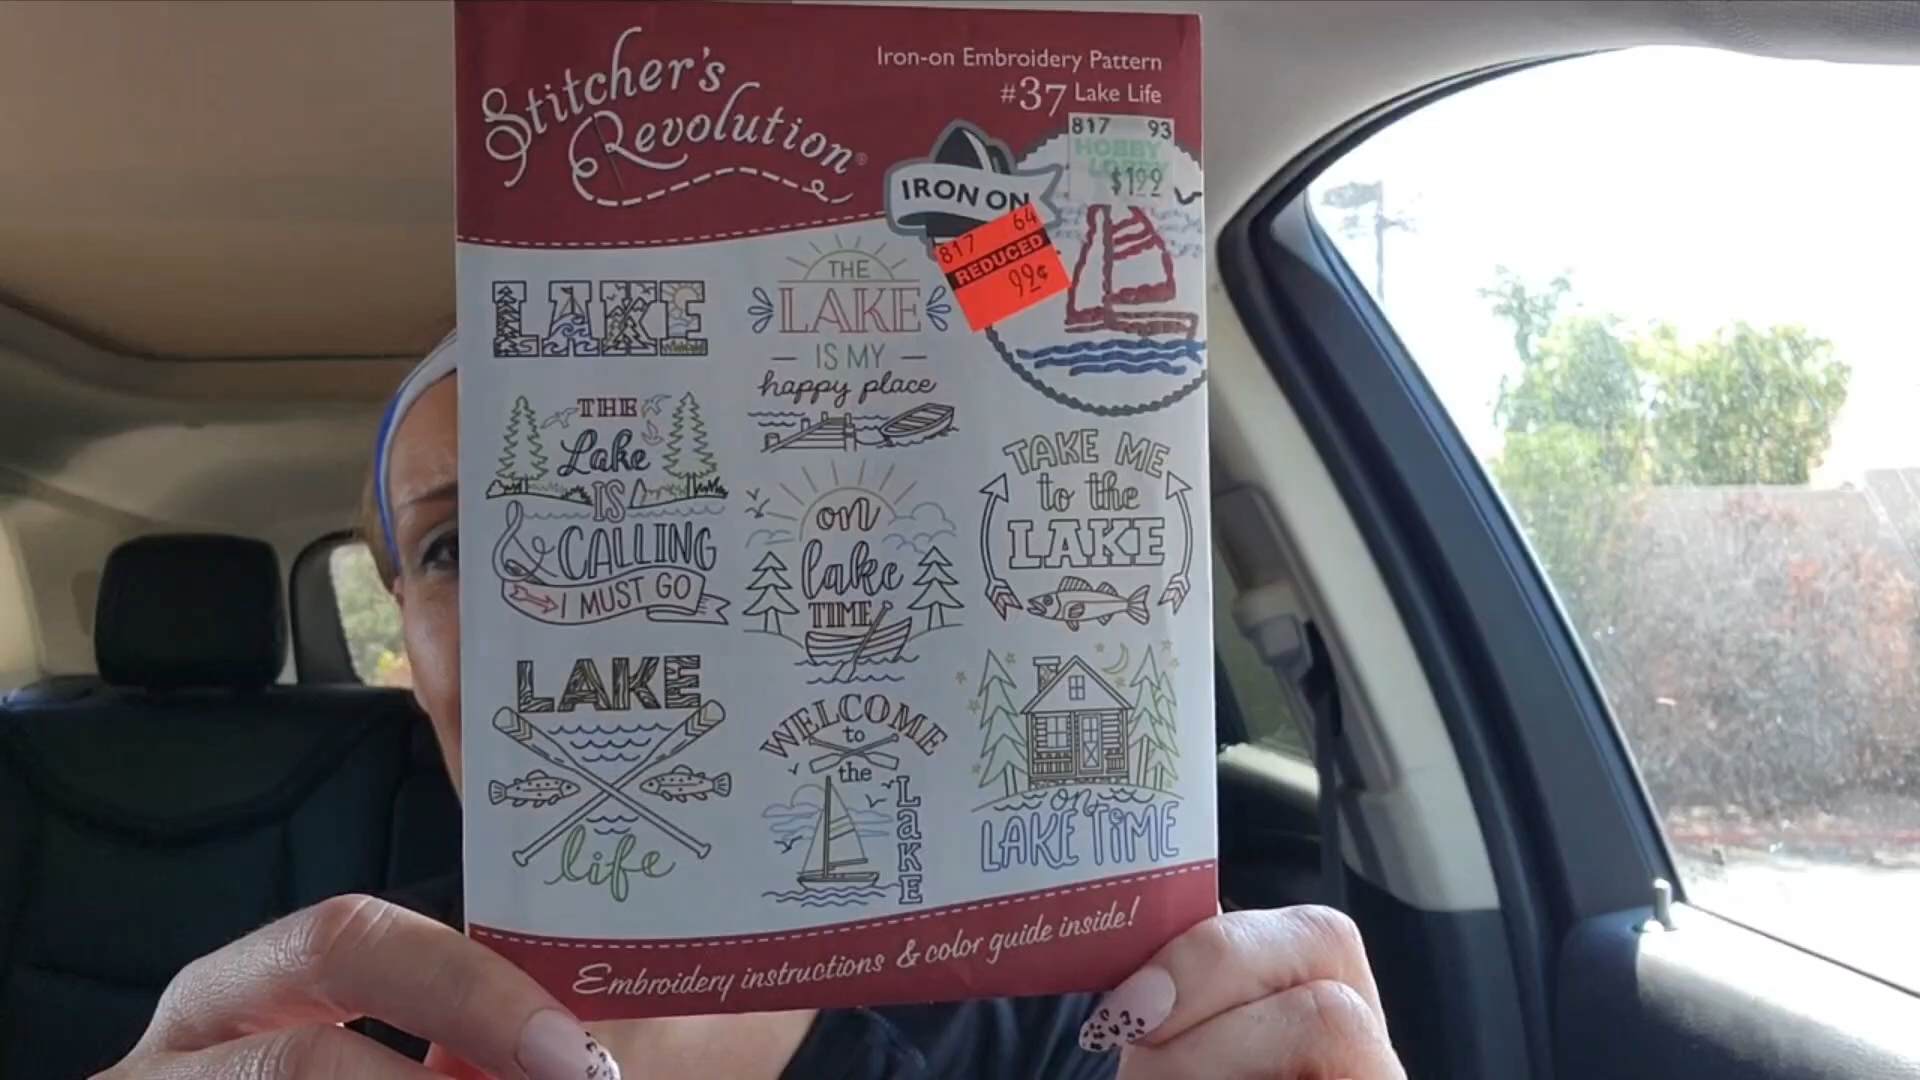 Stitcher's
Revolution®
Iron-on Embroidery Pattern
#37 Lake Life
817 93
HOBBY
LOBBY
$1.99
IRON ON
817 64
REDUCED
99¢
LAKE
THE
LAKE
IS MY
happy place
THE
Lake
IS
CALLING
& I MUST GO
on
lake
TIME
TAKE ME
to the
LAKE
LAKE
life
WELCOME
to
the
LaKE
on
LAKE TiME
Embroidery instructions & color guide inside!